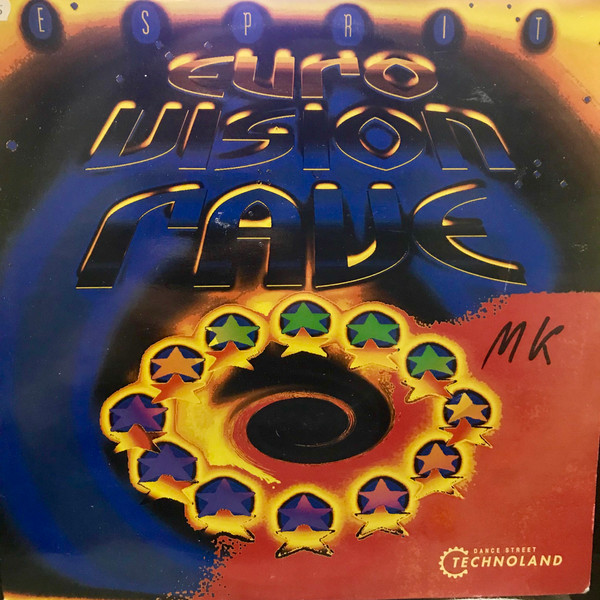 ESPRIT
EURO
VISION
RAVE
MK
DANCE STREET
TECHNOLAND